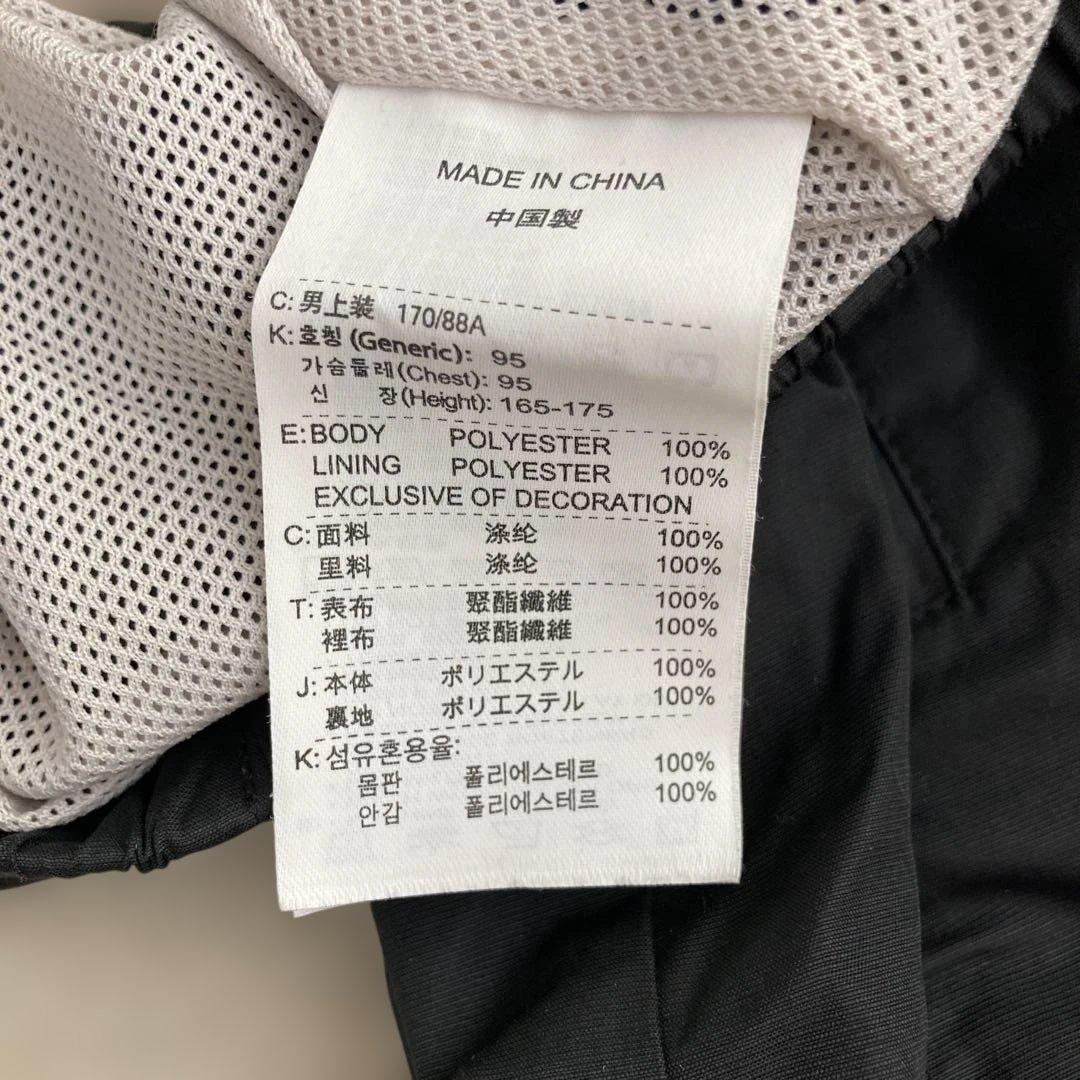 MADE IN CHINA
中国製
C: 男上装 170/88A
K: 호칭 (Generic): 95
가슴둘레 (Chest): 95
신 장 (Height): 165-175
E: BODY POLYESTER 100%
LINING POLYESTER 100%
EXCLUSIVE OF DECORATION
C: 面料 涤纶 100%
里料 涤纶 100%
T: 表布 聚酯纖維 100%
裡布 聚酯纖維 100%
J: 本体 ポリエステル 100%
裏地 ポリエステル 100%
K: 섬유혼용율:
몸판 폴리에스테르 100%
안감 폴리에스테르 100%